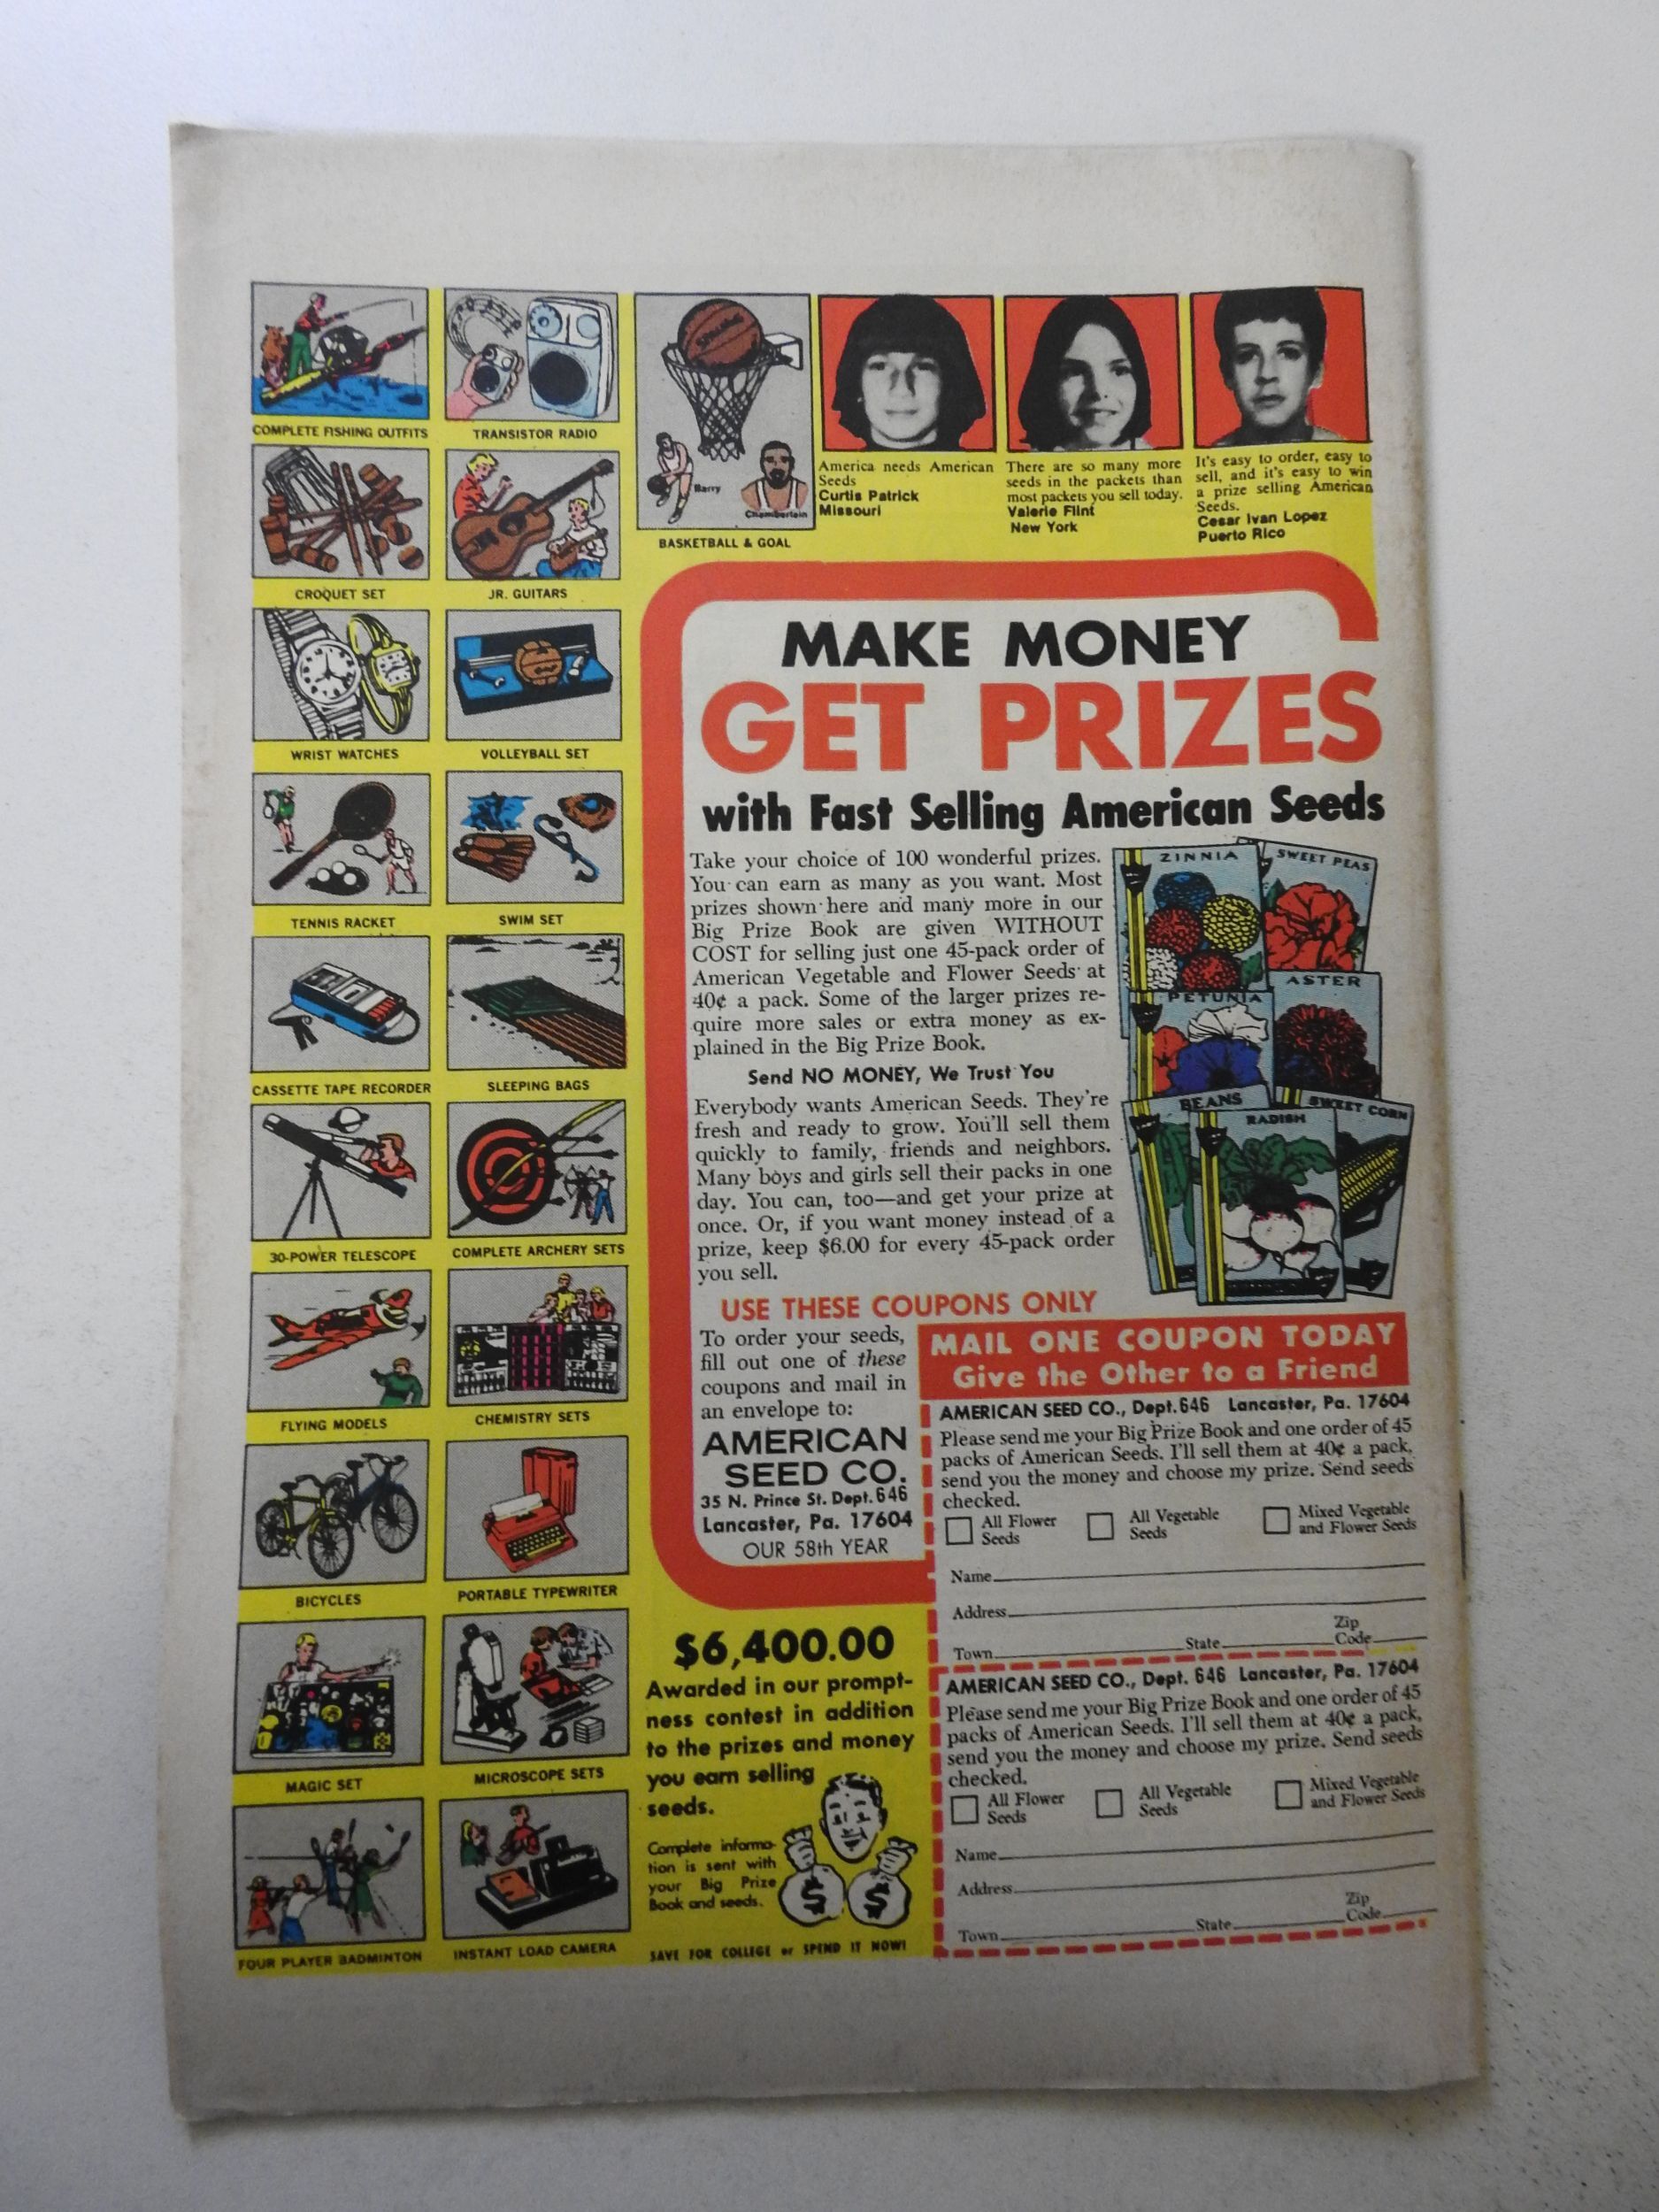 COMPLETE FISHING OUTFITS
TRANSISTOR RADIO
CROQUET SET
JR. GUITARS
WRIST WATCHES
VOLLEYBALL SET
TENNIS RACKET
SWIM SET
CASSETTE TAPE RECORDER
SLEEPING BAGS
30-POWER TELESCOPE
COMPLETE ARCHERY SETS
FLYING MODELS
CHEMISTRY SETS
BICYCLES
PORTABLE TYPEWRITER
MAGIC SET
MICROSCOPE SETS
FOUR PLAYER BADMINTON
INSTANT LOAD CAMERA
Barry
Chamberlain
BASKETBALL & GOAL
America needs American
Seeds
Curtis Patrick
Missouri
There are so many more
seeds in the packets than
most packets you sell today.
Valerie Flint
New York
It's easy to order, easy to
sell, and it's easy to win
a prize selling American
Seeds.
Cesar Ivan Lopez
Puerto Rico
MAKE MONEY
GET PRIZES
with Fast Selling American Seeds
Take your choice of 100 wonderful prizes.
You can earn as many as you want. Most
prizes shown here and many more in our
Big Prize Book are given WITHOUT
COST for selling just one 45-pack order of
American Vegetable and Flower Seeds at
40¢ a pack. Some of the larger prizes re-
quire more sales or extra money as ex-
plained in the Big Prize Book.
Send NO MONEY, We Trust You
Everybody wants American Seeds. They're
fresh and ready to grow. You'll sell them
quickly to family, friends and neighbors.
Many boys and girls sell their packs in one
day. You can, too—and get your prize at
once. Or, if you want money instead of a
prize, keep $6.00 for every 45-pack order
you sell.
ZINNIA
SWEET PEAS
PETUNIA
ASTER
BEANS
RADISH
SWEET CORN
USE THESE COUPONS ONLY
To order your seeds,
fill out one of these
coupons and mail in
an envelope to:
AMERICAN
SEED CO.
35 N. Prince St. Dept. 646
Lancaster, Pa. 17604
OUR 58th YEAR
$6,400.00
Awarded in our prompt-
ness contest in addition
to the prizes and money
you earn selling
seeds.
Complete informa-
tion is sent with
your Big Prize
Book and seeds.
$ $
SAVE FOR COLLEGE or SPEND IT NOW!
MAIL ONE COUPON TODAY
Give the Other to a Friend
AMERICAN SEED CO., Dept. 646 Lancaster, Pa. 17604
Please send me your Big Prize Book and one order of 45
packs of American Seeds. I'll sell them at 40¢ a pack,
send you the money and choose my prize. Send seeds
checked.
All Flower
Seeds
All Vegetable
Seeds
Mixed Vegetable
and Flower Seeds
Name
Address
Town State Zip Code
AMERICAN SEED CO., Dept. 646 Lancaster, Pa. 17604
Please send me your Big Prize Book and one order of 45
packs of American Seeds. I'll sell them at 40¢ a pack,
send you the money and choose my prize. Send seeds
checked.
All Flower
Seeds
All Vegetable
Seeds
Mixed Vegetable
and Flower Seeds
Name
Address
Town State Zip Code